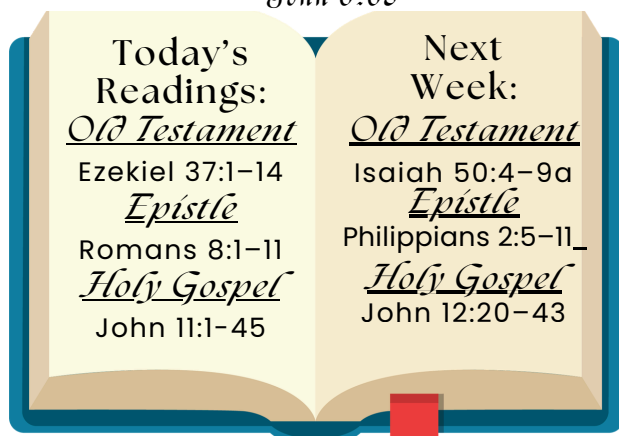 Today's
Readings:
Old Testament
Ezekiel 37:1–14
Epistle
Romans 8:1–11
Holy Gospel
John 11:1-45
Next
Week:
Old Testament
Isaiah 50:4–9a
Epistle
Philippians 2:5–11_
Holy Gospel
John 12:20–43